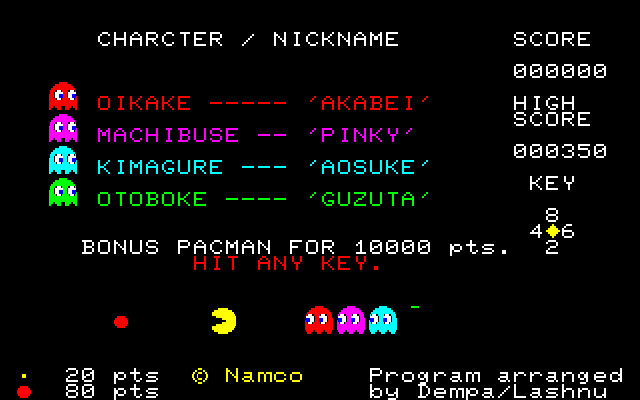 CHARCTER / NICKNAME
SCORE
000000
OIKAKE ----- 'AKABEI'
HIGH
SCORE
MACHIBUSE -- 'PINKY'
000350
KIMAGURE --- 'AOSUKE'
KEY
OTOBOKE ---- 'GUZUTA'
8
4◆6
2
BONUS PACMAN FOR 10000 pts.
HIT ANY KEY.
20 pts
© Namco
Program arranged
80 pts
by Dempa/Lashnu